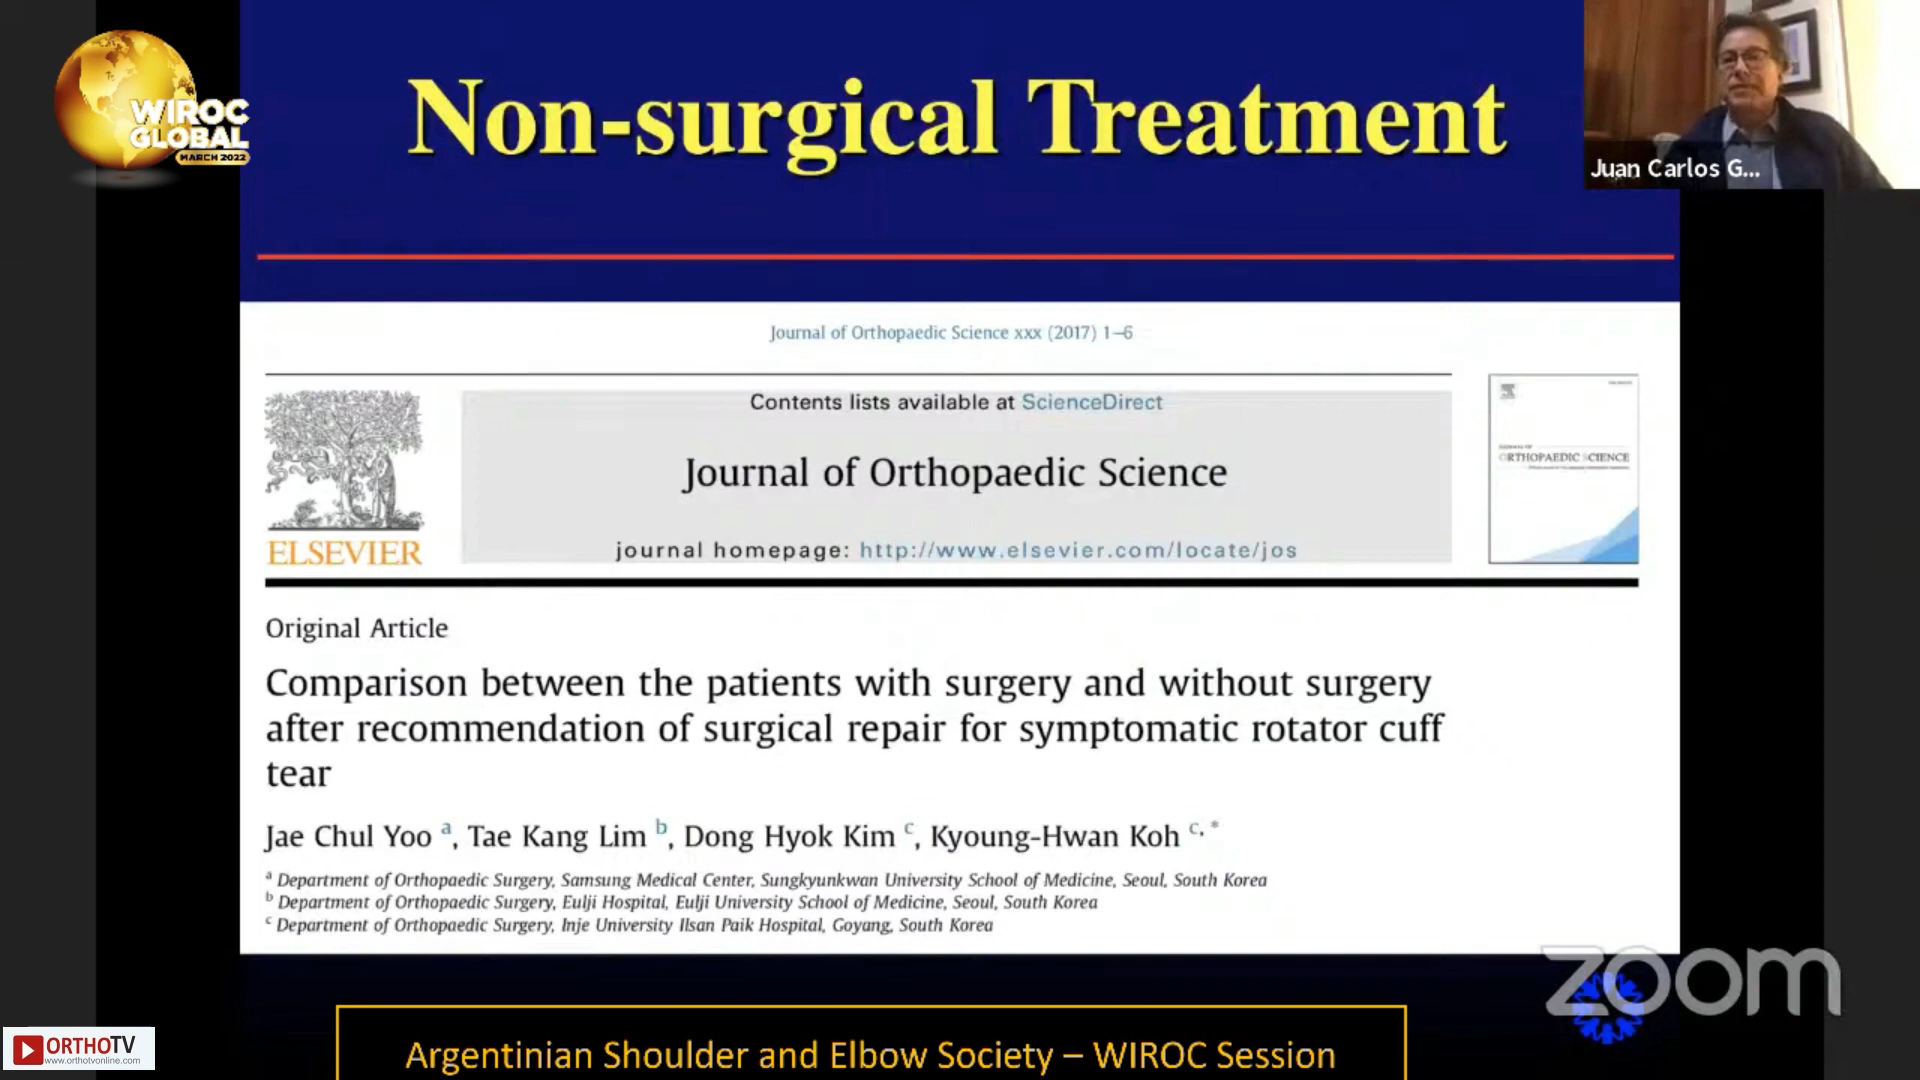 WIROC
GLOBAL
MARCH 2022
Non-surgical Treatment
Juan Carlos G...
Journal of Orthopaedic Science xxx (2017) 1–6
Contents lists available at ScienceDirect
Journal of Orthopaedic Science
journal homepage: http://www.elsevier.com/locate/jos
ELSEVIER
ORTHOPAEDIC SCIENCE
Original Article
Comparison between the patients with surgery and without surgery
after recommendation of surgical repair for symptomatic rotator cuff
tear
Jae Chul Yoo a, Tae Kang Lim b, Dong Hyok Kim c, Kyoung-Hwan Koh c, *
a Department of Orthopaedic Surgery, Samsung Medical Center, Sungkyunkwan University School of Medicine, Seoul, South Korea
b Department of Orthopaedic Surgery, Eulji Hospital, Eulji University School of Medicine, Seoul, South Korea
c Department of Orthopaedic Surgery, Inje University Ilsan Paik Hospital, Goyang, South Korea
zoom
ORTHOTV
www.orthotvonline.com
Argentinian Shoulder and Elbow Society – WIROC Session